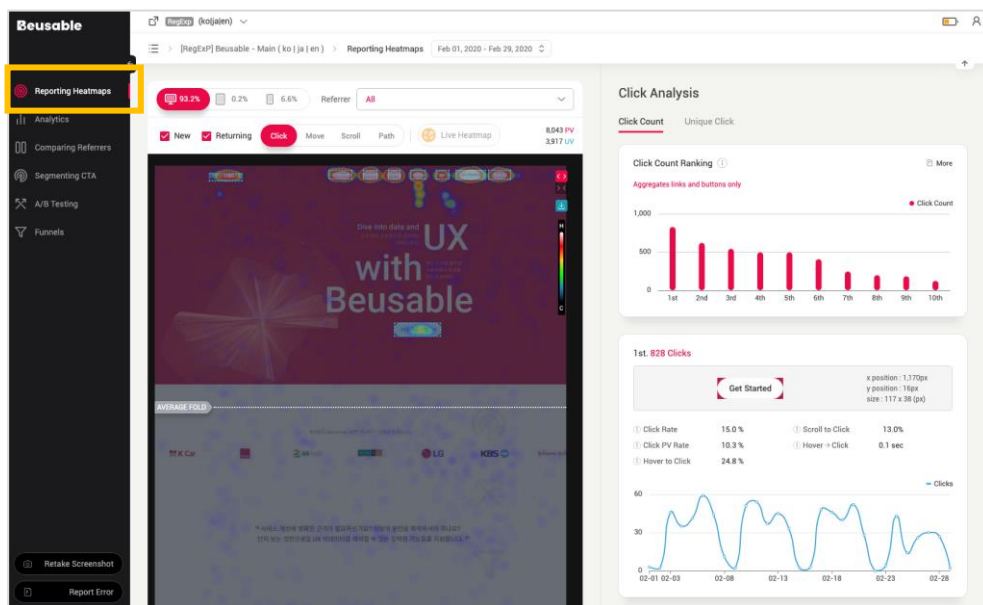 Beusable
RegExp (ko|ja|en)
[RegExP] Beusable - Main ( ko | ja | en ) > Reporting Heatmaps Feb 01, 2020 - Feb 29, 2020
Reporting Heatmaps
Analytics
Comparing Referrers
Segmenting CTA
A/B Testing
Funnels
Retake Screenshot
Report Error
93.2% 0.2% 6.6% Referrer All
New Returning Click Move Scroll Path Live Heatmap
8,043 PV
3,917 UV
H
C
Dive into data and UX
with
Beusable
AVERAGE FOLD
K Car LG KBS
Click Analysis
Click Count Unique Click
Click Count Ranking More
Aggregates links and buttons only
Click Count
1,000
500
0
1st 2nd 3rd 4th 5th 6th 7th 8th 9th 10th
1st. 828 Clicks
Get Started
x position : 1,170px
y position : 16px
size : 117 x 38 (px)
Click Rate 15.0 % Scroll to Click 13.0%
Click PV Rate 10.3 % Hover → Click 0.1 sec
Hover to Click 24.8 %
Clicks
60
30
0
02-01 02-03 02-08 02-13 02-18 02-23 02-28